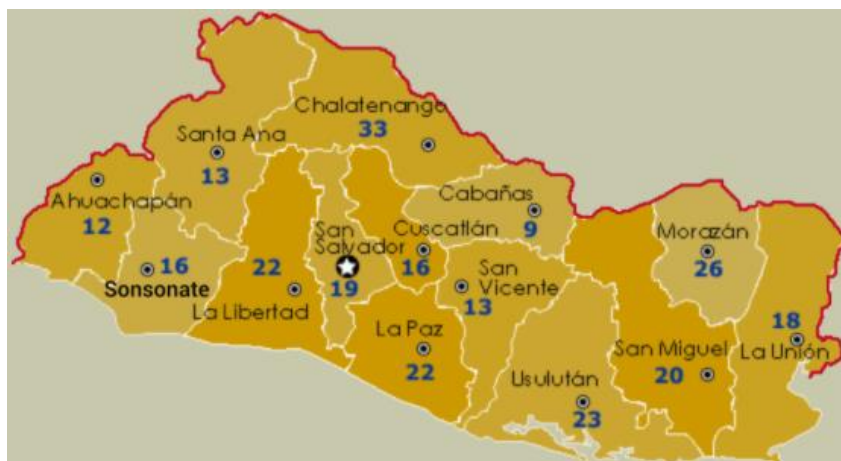 Chalatenango
33
Santa Ana
13
Ahuachapán
12
Cabañas
9
San
Salvador
19
Cuscatlán
16
Morazán
26
16
Sonsonate
22
La Libertad
San
Vicente
13
La Paz
22
18
La Unión
San Miguel
20
Usulután
23